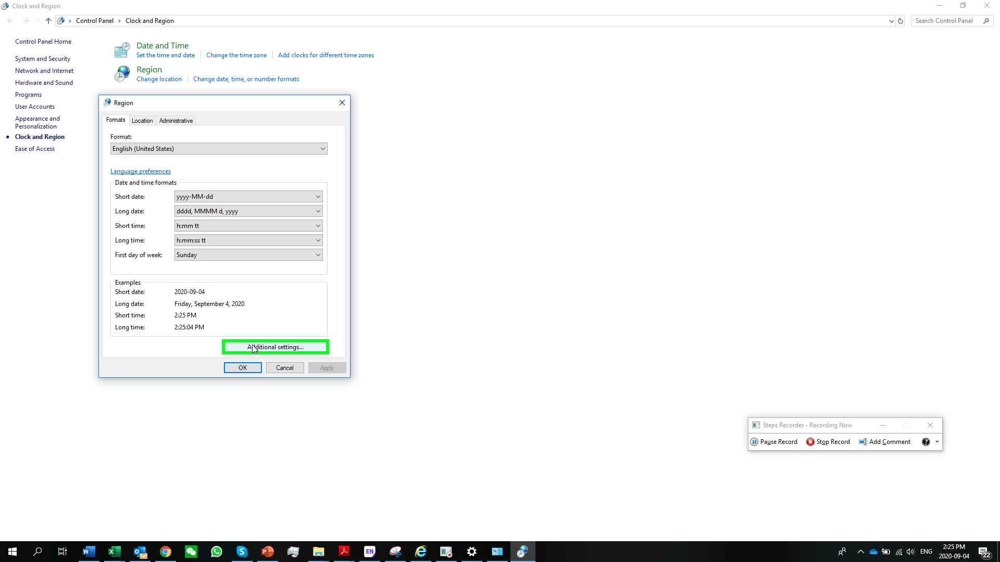 Clock and Region
Control Panel > Clock and Region
Search Control Panel
Control Panel Home
System and Security
Network and Internet
Hardware and Sound
Programs
User Accounts
Appearance and
Personalization
Clock and Region
Ease of Access
Date and Time
Set the time and date | Change the time zone | Add clocks for different time zones
Region
Change location | Change date, time, or number formats
Region
Formats Location Administrative
Format:
English (United States)
Language preferences
Date and time formats
Short date: yyyy-MM-dd
Long date: dddd, MMMM d, yyyy
Short time: h:mm tt
Long time: h:mm:ss tt
First day of week: Sunday
Examples
Short date: 2020-09-04
Long date: Friday, September 4, 2020
Short time: 2:25 PM
Long time: 2:25:04 PM
Additional settings...
OK Cancel Apply
Steps Recorder - Recording Now
Pause Record Stop Record Add Comment
EN
ENG
2:25 PM
2020-09-04
22